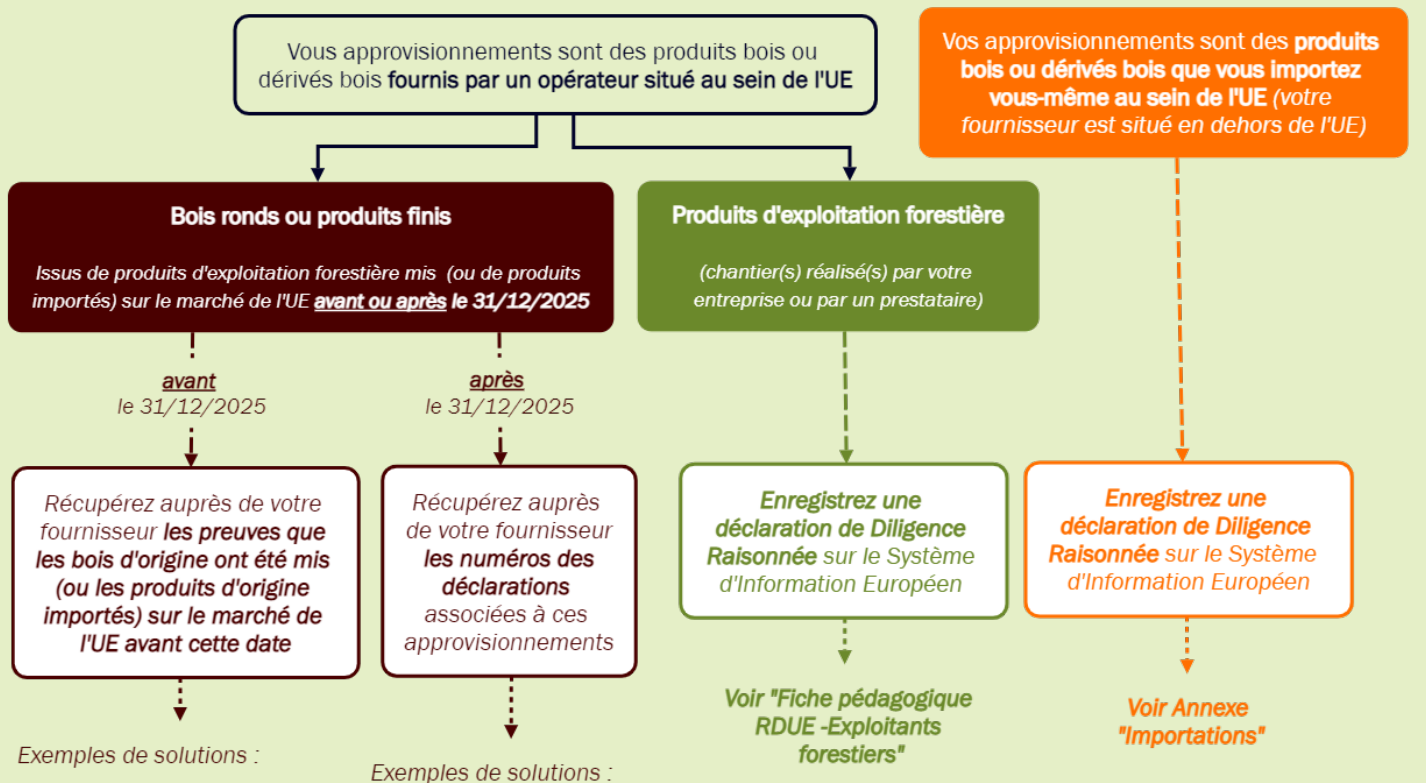 Vous approvisionnements sont des produits bois ou
dérivés bois fournis par un opérateur situé au sein de l'UE
Vos approvisionnements sont des produits
bois ou dérivés bois que vous importez
vous-même au sein de l'UE (votre
fournisseur est situé en dehors de l'UE)
Bois ronds ou produits finis
Issus de produits d'exploitation forestière mis (ou de produits
importés) sur le marché de l'UE avant ou après le 31/12/2025
Produits d'exploitation forestière
(chantier(s) réalisé(s) par votre
entreprise ou par un prestataire)
avant
le 31/12/2025
après
le 31/12/2025
Récupérez auprès de votre
fournisseur les preuves que
les bois d'origine ont été mis
(ou les produits d'origine
importés) sur le marché de
l'UE avant cette date
Récupérez auprès
de votre fournisseur
les numéros des
déclarations
associées à ces
approvisionnements
Enregistrez une
déclaration de Diligence
Raisonnée sur le Système
d'Information Européen
Enregistrez une
déclaration de Diligence
Raisonnée sur le Système
d'Information Européen
Exemples de solutions :
Exemples de solutions :
Voir "Fiche pédagogique
RDUE -Exploitants
forestiers"
Voir Annexe
"Importations"